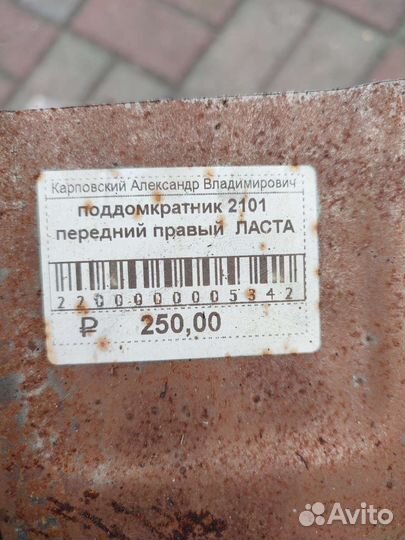 Карповский Александр Владимирович
поддомкратник 2101
передний правый ЛАСТА
2200000005342
₽ 250,00
Avito